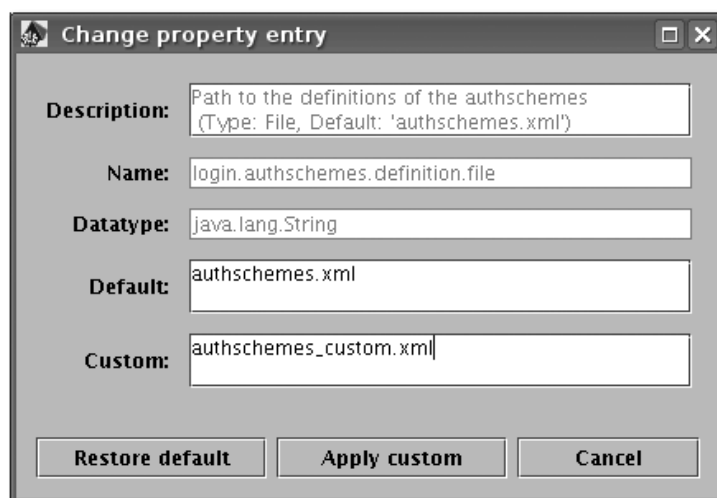 Change property entry
Description: Path to the definitions of the authschemes
(Type: File, Default: 'authschemes.xml')
Name: login.authschemes.definition.file
Datatype: java.lang.String
Default: authschemes.xml
Custom: authschemes_custom.xml
Restore default Apply custom Cancel